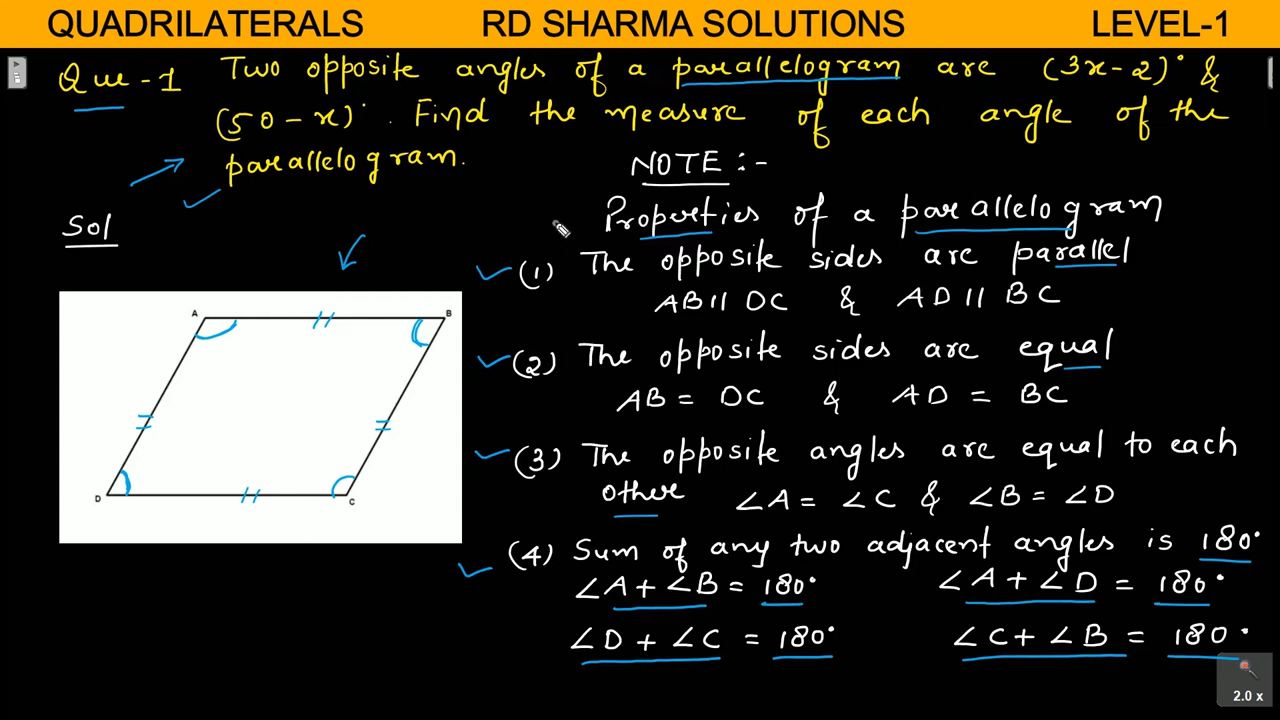 QUADRILATERALS RD SHARMA SOLUTIONS LEVEL-1
Que-1 Two opposite angles of a parallelogram are (3x-2)° &
(50-x)°. Find the measure of each angle of the
parallelogram.
Sol
NOTE :-
Properties of a parallelogram
(1) The opposite sides are parallel
AB || DC & AD || BC
(2) The opposite sides are equal
AB = DC & AD = BC
(3) The opposite angles are equal to each
other ∠A = ∠C & ∠B = ∠D
(4) Sum of any two adjacent angles is 180°
∠A + ∠B = 180° ∠A + ∠D = 180°
∠D + ∠C = 180° ∠C + ∠B = 180°
A B
D C
2.0 x